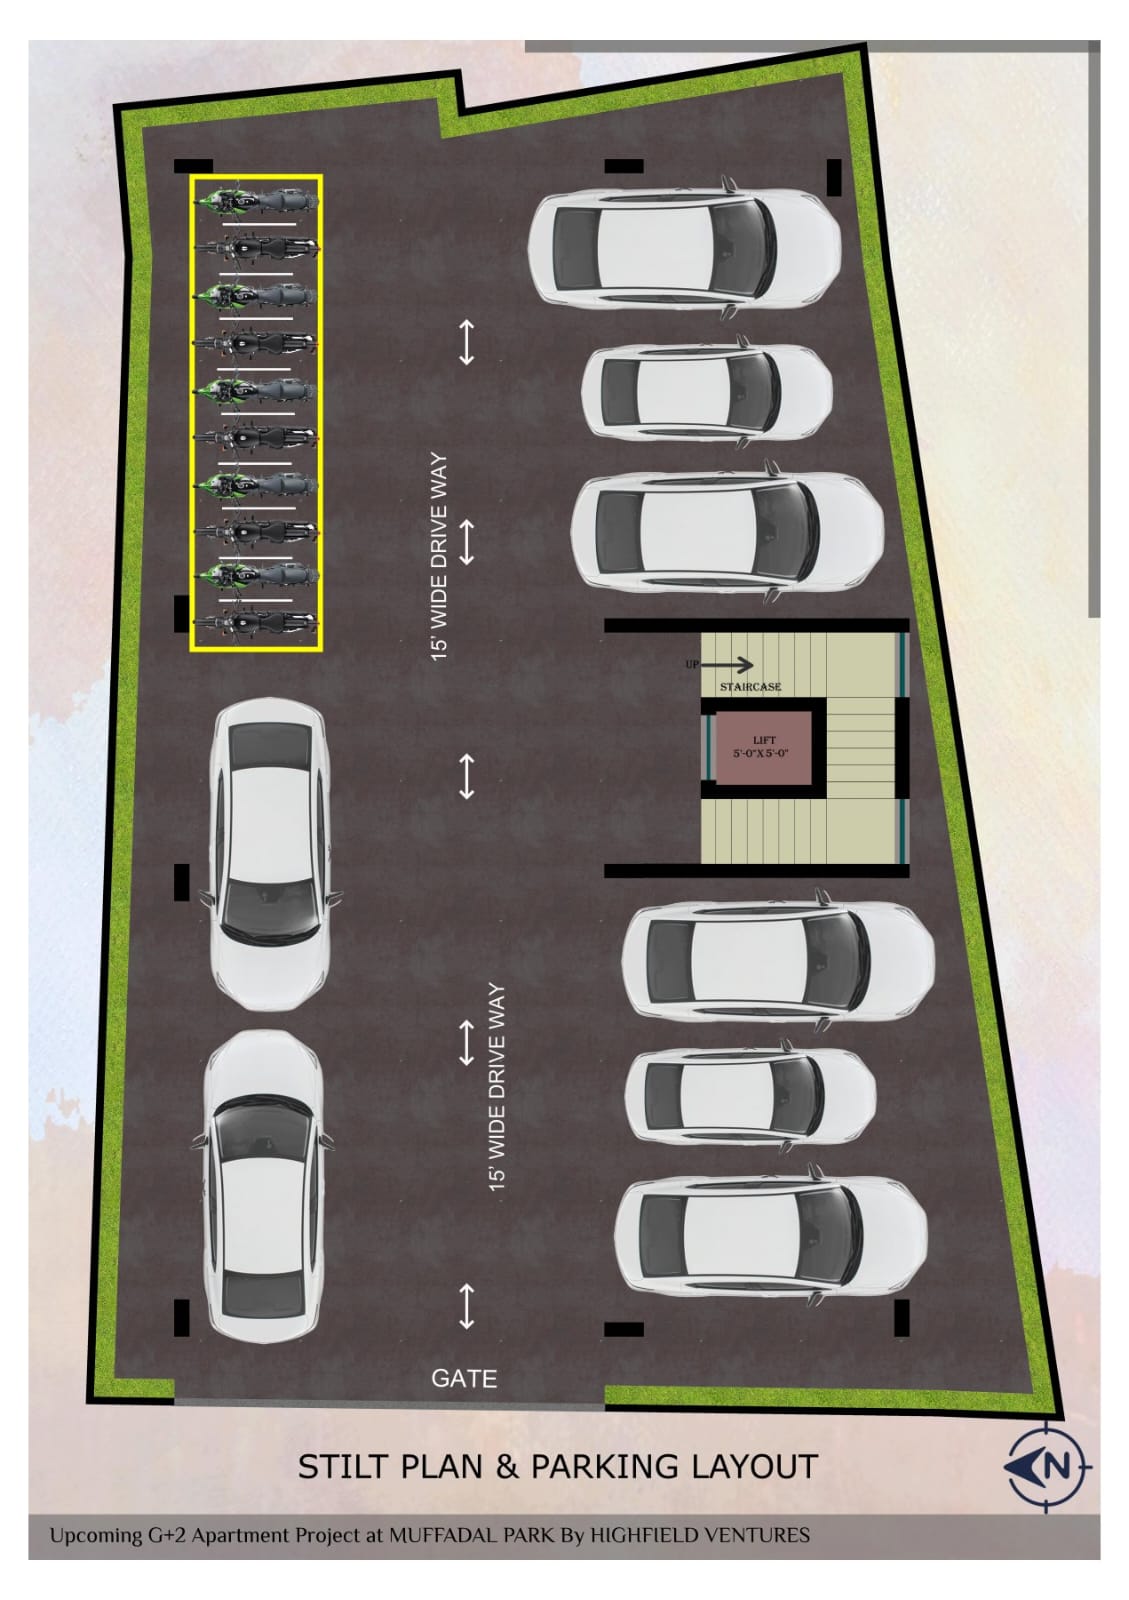 15' WIDE DRIVE WAY
UP
STAIRCASE
LIFT
5'-0"X 5'-0"
15' WIDE DRIVE WAY
GATE
STILT PLAN & PARKING LAYOUT
N
Upcoming G+2 Apartment Project at MUFFADAL PARK By HIGHFIELD VENTURES